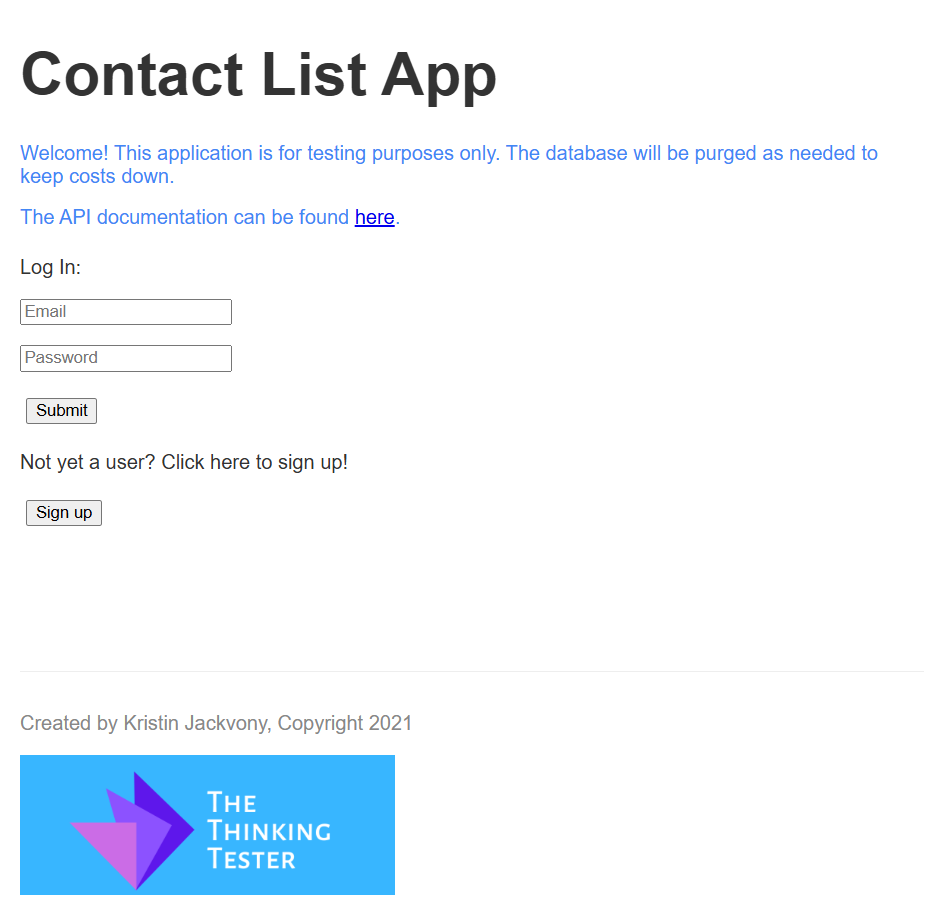 Contact List App
Welcome! This application is for testing purposes only. The database will be purged as needed to
keep costs down.
The API documentation can be found here.
Log In:
Email
Password
Submit
Not yet a user? Click here to sign up!
Sign up
Created by Kristin Jackvony, Copyright 2021
The
Thinking
Tester